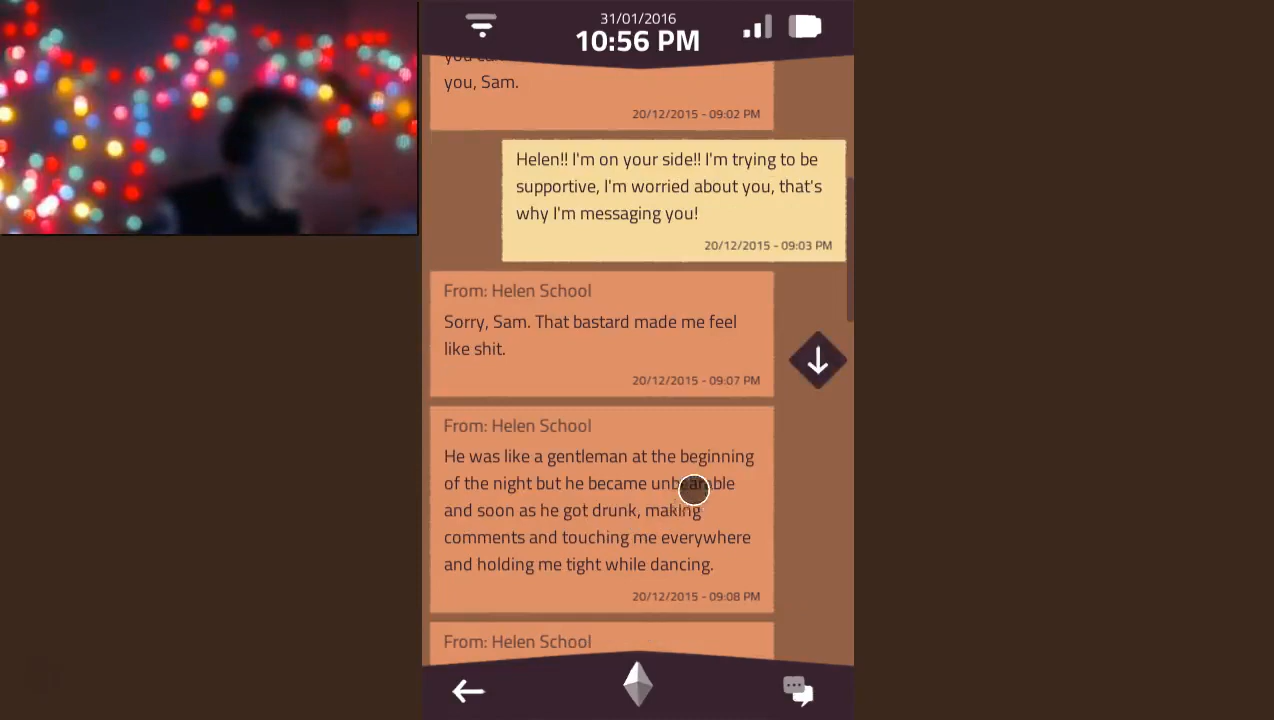 31/01/2016
10:56 PM
you, Sam.
20/12/2015 - 09:02 PM
Helen!! I'm on your side!! I'm trying to be
supportive, I'm worried about you, that's
why I'm messaging you!
20/12/2015 - 09:03 PM
From: Helen School
Sorry, Sam. That bastard made me feel
like shit.
20/12/2015 - 09:07 PM
From: Helen School
He was like a gentleman at the beginning
of the night but he became unbearable
and soon as he got drunk, making
comments and touching me everywhere
and holding me tight while dancing.
20/12/2015 - 09:08 PM
From: Helen School